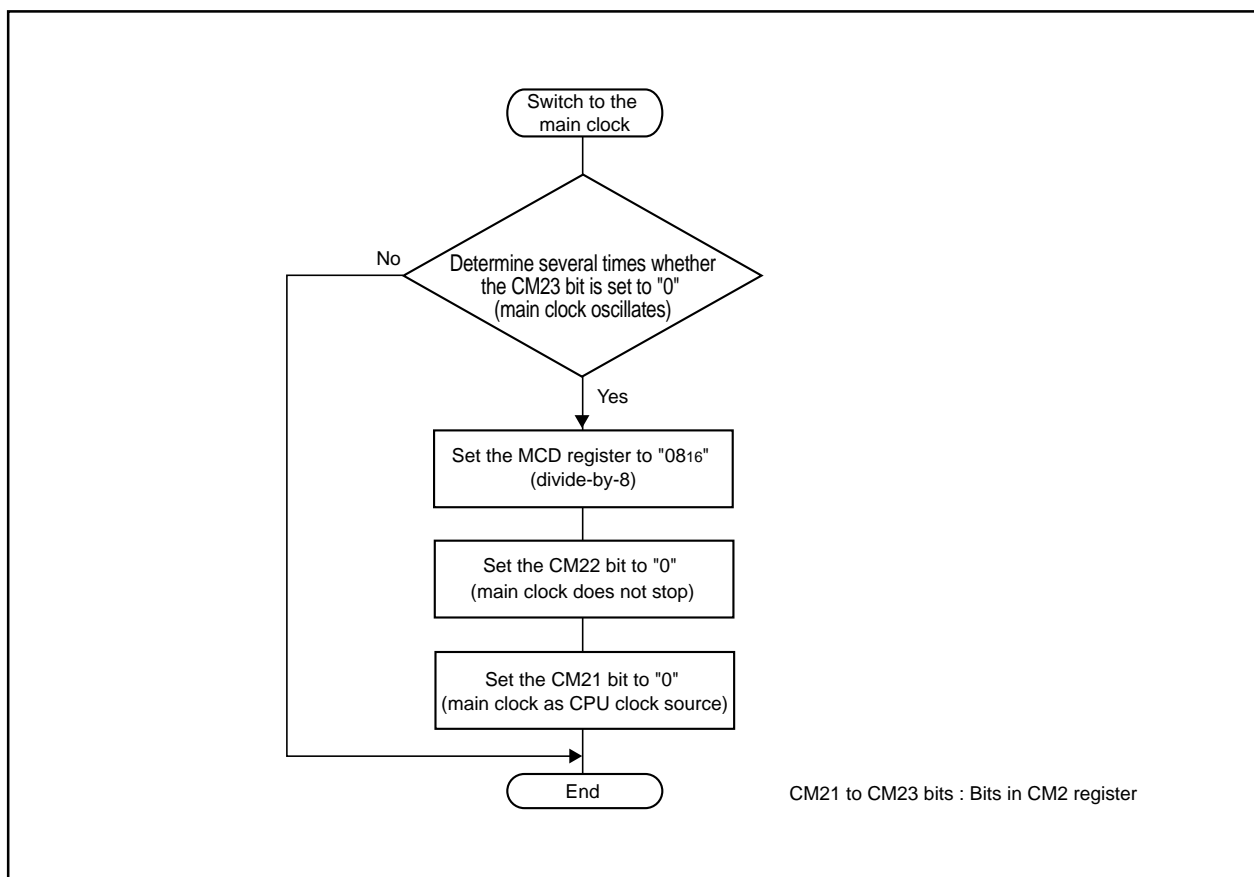 Switch to the
main clock
No
Determine several times whether
the CM23 bit is set to "0"
(main clock oscillates)
Yes
Set the MCD register to "0816"
(divide-by-8)
Set the CM22 bit to "0"
(main clock does not stop)
Set the CM21 bit to "0"
(main clock as CPU clock source)
End
CM21 to CM23 bits : Bits in CM2 register